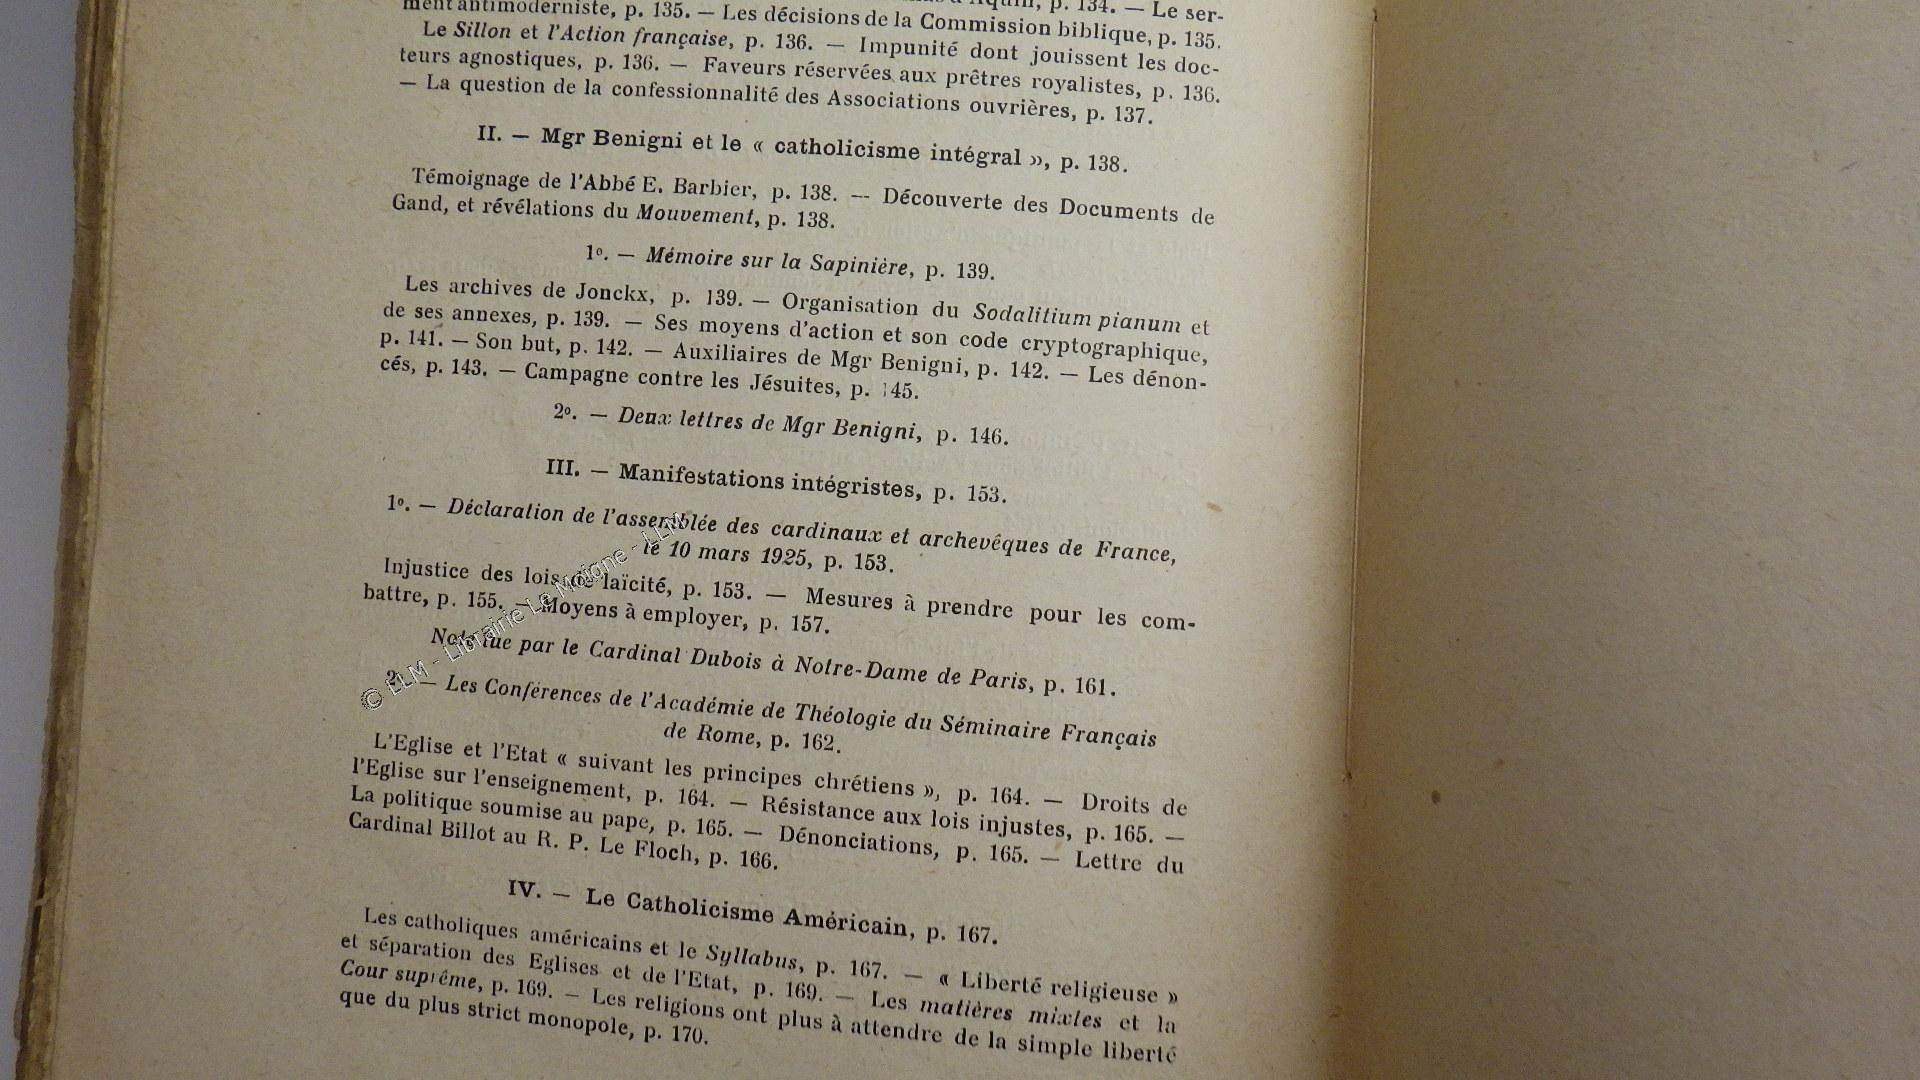 p. 134. — Le ser-
ment antimoderniste, p. 135. — Les décisions de la Commission biblique, p. 135.
Le Sillon et l'Action française, p. 136. — Impunité dont jouissent les doc-
teurs agnostiques, p. 136. — Faveurs réservées aux prêtres royalistes, p. 136.
— La question de la confessionnalité des Associations ouvrières, p. 137.
II. — Mgr Benigni et le « catholicisme intégral », p. 138.
Témoignage de l'Abbé E. Barbier, p. 138. — Découverte des Documents de
Gand, et révélations du Mouvement, p. 138.
1º. — Mémoire sur la Sapinière, p. 139.
Les archives de Jonckx, p. 139. — Organisation du Sodalitium pianum et
de ses annexes, p. 139. — Ses moyens d'action et son code cryptographique,
p. 141. — Son but, p. 142. — Auxiliaires de Mgr Benigni, p. 142. — Les dénon-
cés, p. 143. — Campagne contre les Jésuites, p. 145.
2º. — Deux lettres de Mgr Benigni, p. 146.
III. — Manifestations intégristes, p. 153.
1º. — Déclaration de l'assemblée des cardinaux et archevêques de France,
le 10 mars 1925, p. 153.
Injustice des lois de laïcité, p. 153. — Mesures à prendre pour les com-
battre, p. 155. — Moyens à employer, p. 157.
Note lue par le Cardinal Dubois à Notre-Dame de Paris, p. 161.
2º. — Les Conférences de l'Académie de Théologie du Séminaire Français
de Rome, p. 162.
L'Eglise et l'Etat « suivant les principes chrétiens », p. 164. — Droits de
l'Eglise sur l'enseignement, p. 164. — Résistance aux lois injustes, p. 165. —
La politique soumise au pape, p. 165. — Dénonciations, p. 165. — Lettre du
Cardinal Billot au R. P. Le Floch, p. 166.
IV. — Le Catholicisme Américain, p. 167.
Les catholiques américains et le Syllabus, p. 167. — « Liberté religieuse »
et séparation des Eglises et de l'Etat, p. 169. — Les matières mixtes et la
Cour suprême, p. 169. — Les religions ont plus à attendre de la simple liberté
que du plus strict monopole, p. 170.
© LLM - Librairie Le Moigne - LLM